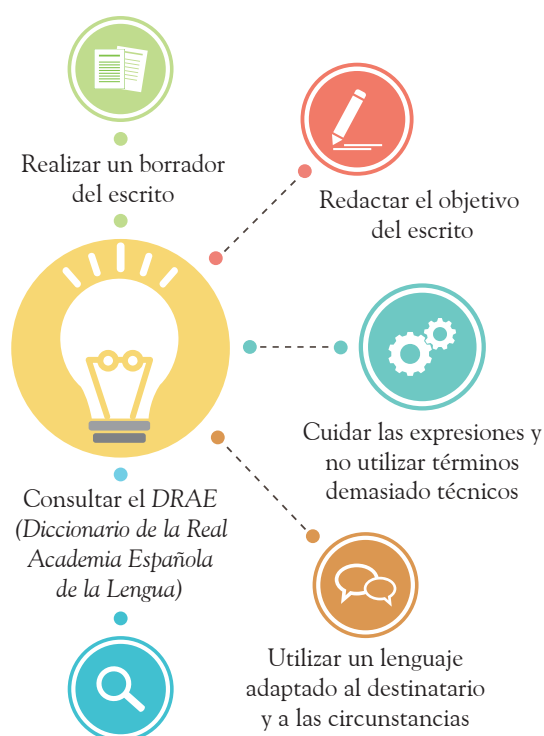 Realizar un borrador
del escrito
Redactar el objetivo
del escrito
Cuidar las expresiones y
no utilizar términos
demasiado técnicos
Consultar el DRAE
(Diccionario de la Real
Academia Española
de la Lengua)
Utilizar un lenguaje
adaptado al destinatario
y a las circunstancias